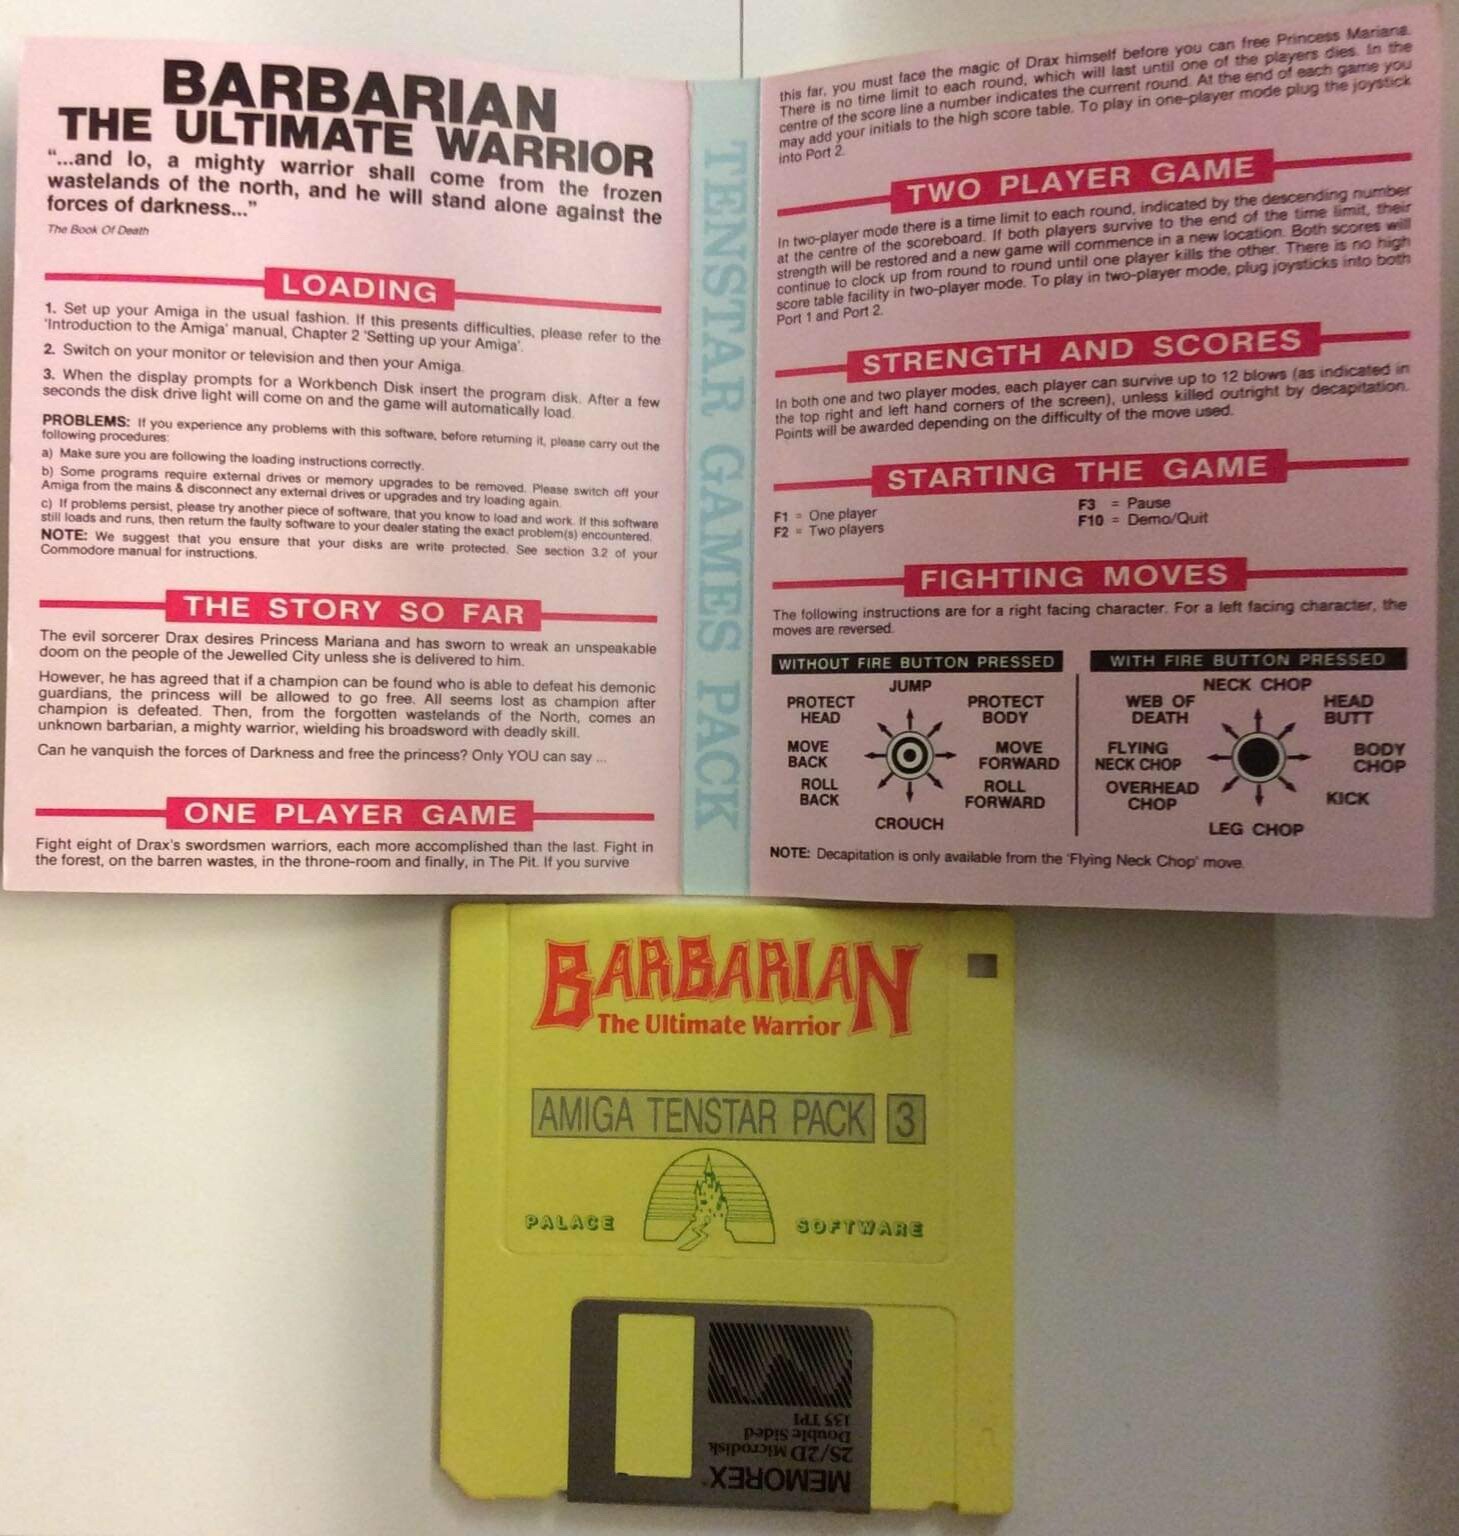 BARBARIAN
THE ULTIMATE WARRIOR
"...and lo, a mighty warrior shall come from the frozen
wastelands of the north, and he will stand alone against the
forces of darkness..."
The Book Of Death
LOADING
1. Set up your Amiga in the usual fashion. If this presents difficulties, please refer to the
'Introduction to the Amiga' manual, Chapter 2 'Setting up your Amiga'.
2. Switch on your monitor or television and then your Amiga.
3. When the display prompts for a Workbench Disk insert the program disk. After a few
seconds the disk drive light will come on and the game will automatically load.
PROBLEMS: If you experience any problems with this software, before returning it, please carry out the
following procedures:
a) Make sure you are following the loading instructions correctly.
b) Some programs require external drives or memory upgrades to be removed. Please switch off your
Amiga from the mains & disconnect any external drives or upgrades and try loading again.
c) If problems persist, please try another piece of software, that you know to load and work. If this software
still loads and runs, then return the faulty software to your dealer stating the exact problem(s) encountered.
NOTE: We suggest that you ensure that your disks are write protected. See section 3.2 of your
Commodore manual for instructions.
THE STORY SO FAR
The evil sorcerer Drax desires Princess Mariana and has sworn to wreak an unspeakable
doom on the people of the Jewelled City unless she is delivered to him.
However, he has agreed that if a champion can be found who is able to defeat his demonic
guardians, the princess will be allowed to go free. All seems lost as champion after
champion is defeated. Then, from the forgotten wastelands of the North, comes an
unknown barbarian, a mighty warrior, wielding his broadsword with deadly skill.
Can he vanquish the forces of Darkness and free the princess? Only YOU can say ...
ONE PLAYER GAME
Fight eight of Drax's swordsmen warriors, each more accomplished than the last. Fight in
the forest, on the barren wastes, in the throne-room and finally, in The Pit. If you survive
TENSTAR GAMES PACK
this far, you must face the magic of Drax himself before you can free Princess Mariana.
There is no time limit to each round, which will last until one of the players dies. In the
centre of the score line a number indicates the current round. At the end of each game you
may add your initials to the high score table. To play in one-player mode plug the joystick
into Port 2.
TWO PLAYER GAME
In two-player mode there is a time limit to each round, indicated by the descending number
at the centre of the scoreboard. If both players survive to the end of the time limit, their
strength will be restored and a new game will commence in a new location. Both scores will
continue to clock up from round to round until one player kills the other. There is no high
score table facility in two-player mode. To play in two-player mode, plug joysticks into both
Port 1 and Port 2.
STRENGTH AND SCORES
In both one and two player modes, each player can survive up to 12 blows (as indicated in
the top right and left hand corners of the screen), unless killed outright by decapitation.
Points will be awarded depending on the difficulty of the move used.
STARTING THE GAME
F1 = One player
F2 = Two players
F3 = Pause
F10 = Demo/Quit
FIGHTING MOVES
The following instructions are for a right facing character. For a left facing character, the
moves are reversed.
WITHOUT FIRE BUTTON PRESSED
JUMP
PROTECT
HEAD
PROTECT
BODY
MOVE
BACK
MOVE
FORWARD
ROLL
BACK
ROLL
FORWARD
CROUCH
WITH FIRE BUTTON PRESSED
NECK CHOP
WEB OF
DEATH
HEAD
BUTT
FLYING
NECK CHOP
BODY
CHOP
OVERHEAD
CHOP
KICK
LEG CHOP
NOTE: Decapitation is only available from the 'Flying Neck Chop' move.
BARBARIAN
The Ultimate Warrior
AMIGA TENSTAR PACK 3
PALACE SOFTWARE
MEMOREX
2S/2D Microdisk
Double Sided
135 TPI